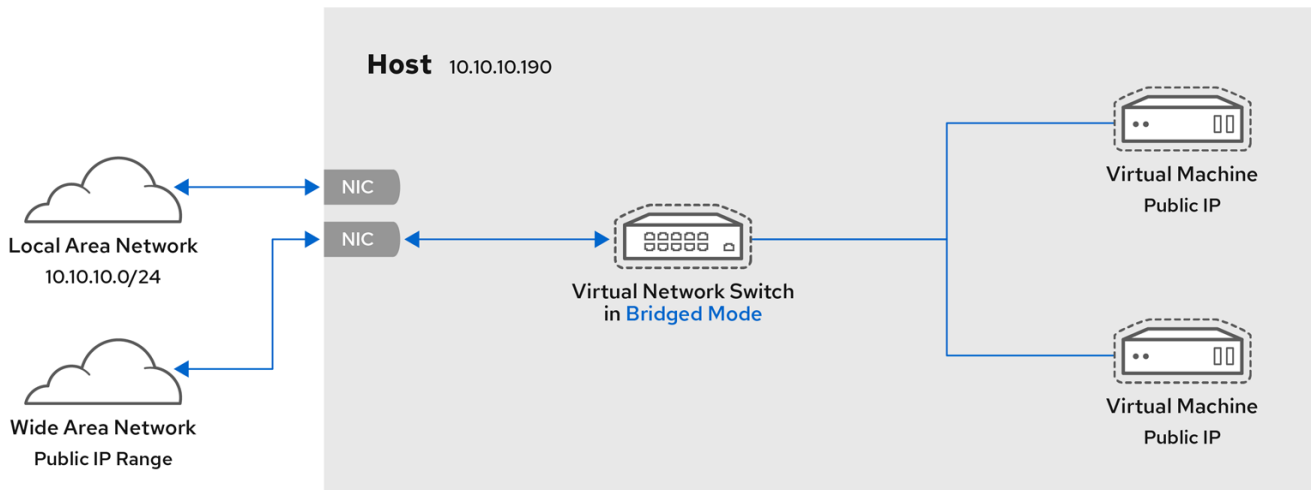 Host 10.10.10.190
NIC
Local Area Network
10.10.10.0/24
NIC
Wide Area Network
Public IP Range
Virtual Network Switch
in Bridged Mode
Virtual Machine
Public IP
Virtual Machine
Public IP